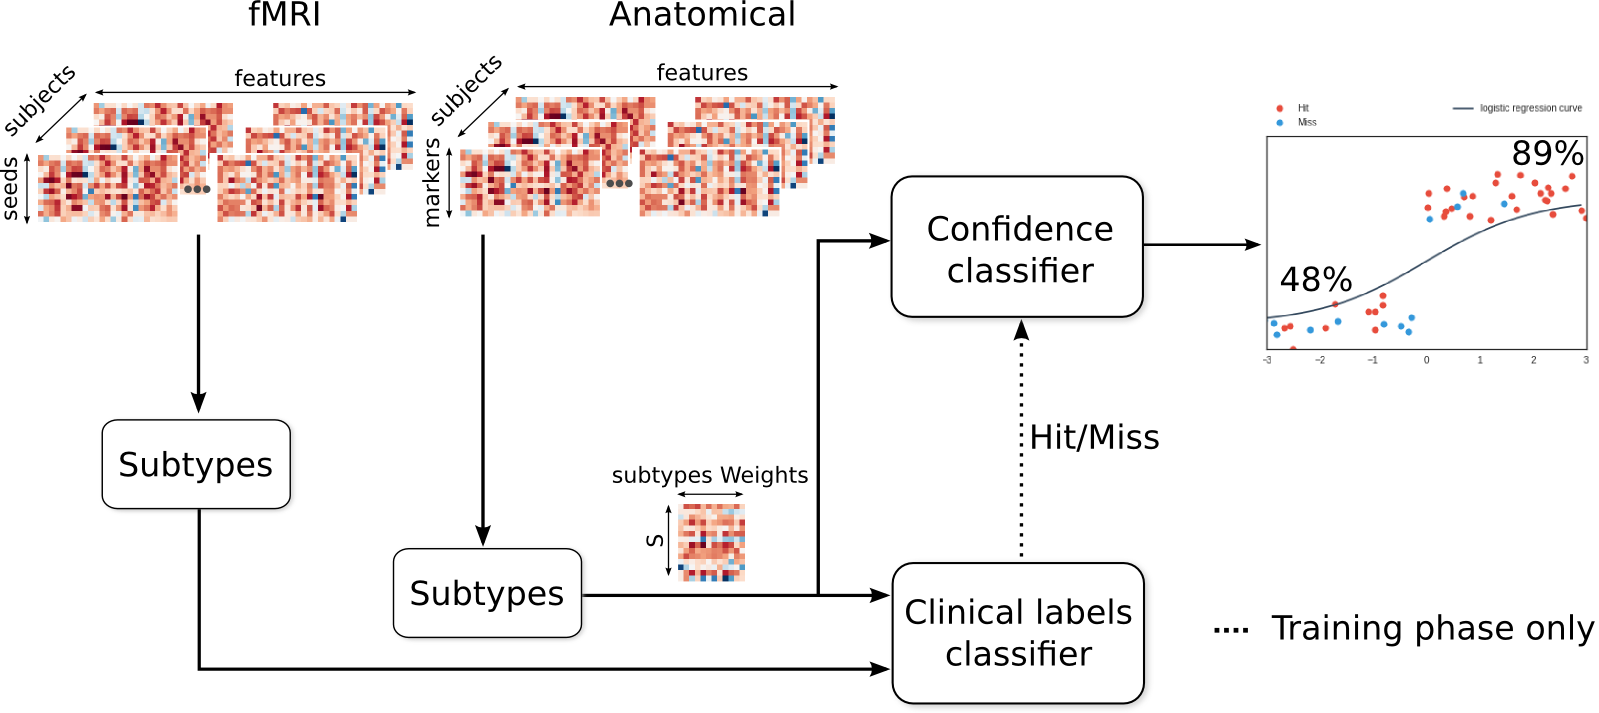 fMRI
Anatomical
subjects
features
seeds
subjects
features
markers
Hit
Miss
logistic regression curve
89%
48%
−3
−2
−1
0
1
2
3
Confidence
classifier
Hit/Miss
Subtypes
subtypes Weights
S
Subtypes
Clinical labels
classifier
Training phase only